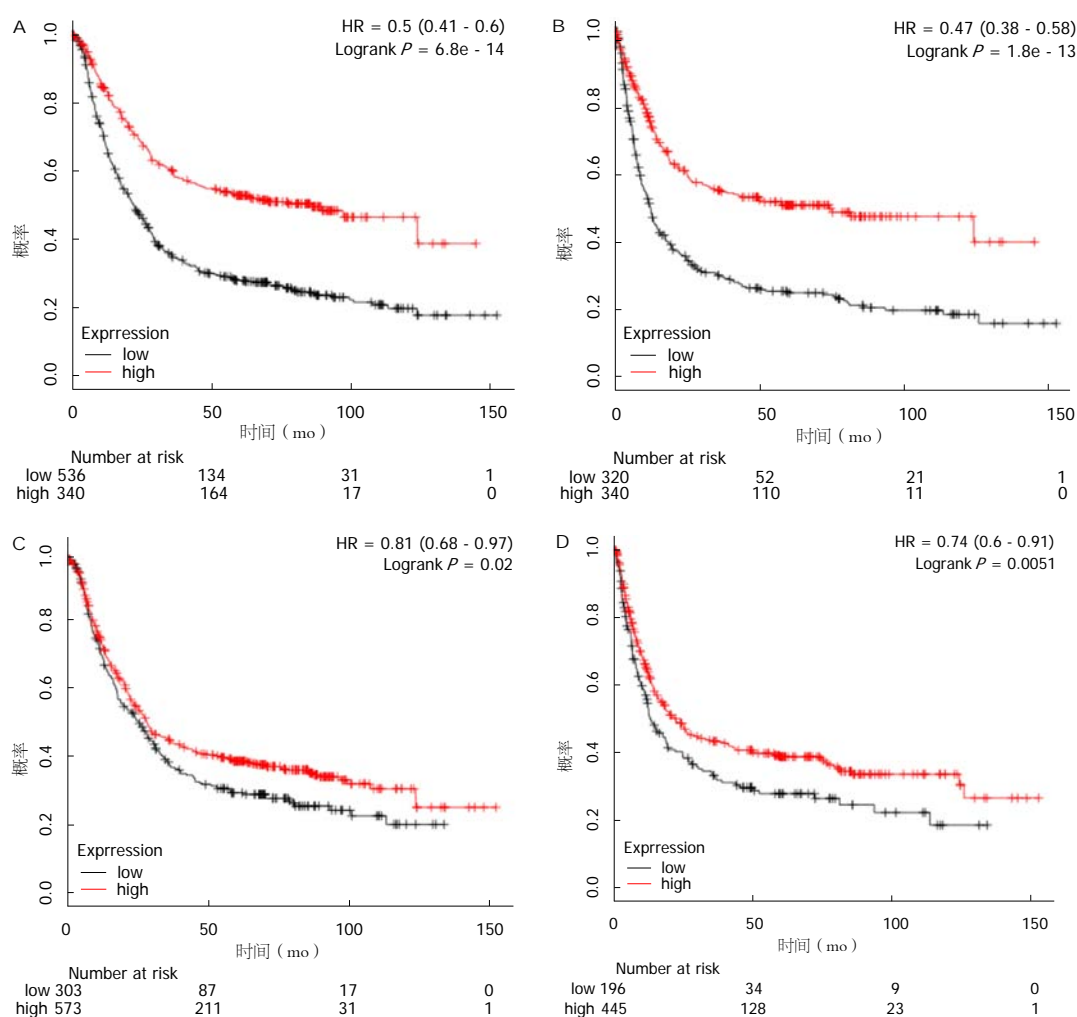 A
HR = 0.5 (0.41 - 0.6)
Logrank P = 6.8e - 14
1.0
0.8
0.6
0.4
0.2
0.0
概率
Exprression
low
high
0 50 100 150
时间（mo）
Number at risk
low 536 134 31 1
high 340 164 17 0
B
HR = 0.47 (0.38 - 0.58)
Logrank P = 1.8e - 13
1.0
0.8
0.6
0.4
0.2
0.0
概率
Exprression
low
high
0 50 100 150
时间（mo）
Number at risk
low 320 52 21 1
high 340 110 11 0
C
HR = 0.81 (0.68 - 0.97)
Logrank P = 0.02
1.0
0.8
0.6
0.4
0.2
0.0
概率
Exprression
low
high
0 50 100 150
时间（mo）
Number at risk
low 303 87 17 0
high 573 211 31 1
D
HR = 0.74 (0.6 - 0.91)
Logrank P = 0.0051
1.0
0.8
0.6
0.4
0.2
0.0
概率
Exprression
low
high
0 50 100 150
时间（mo）
Number at risk
low 196 34 9 0
high 445 128 23 1